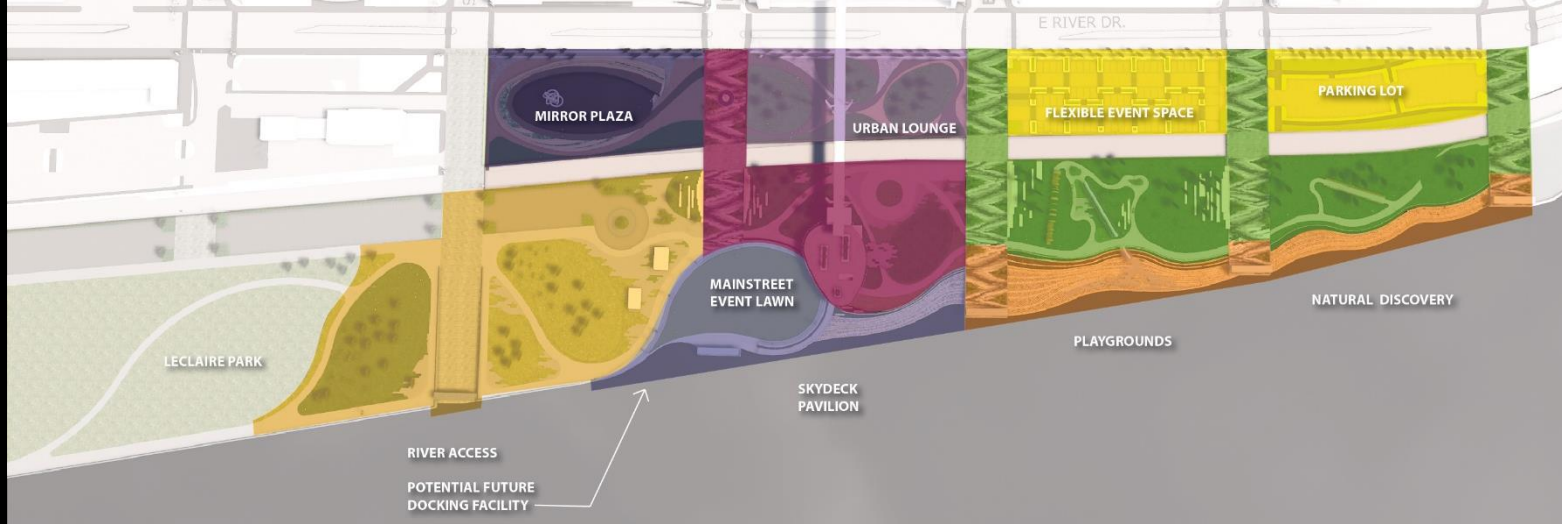 E RIVER DR.
MIRROR PLAZA
URBAN LOUNGE
FLEXIBLE EVENT SPACE
PARKING LOT
MAINSTREET
EVENT LAWN
LECLAIRE PARK
NATURAL DISCOVERY
PLAYGROUNDS
SKYDECK
PAVILION
RIVER ACCESS
POTENTIAL FUTURE
DOCKING FACILITY